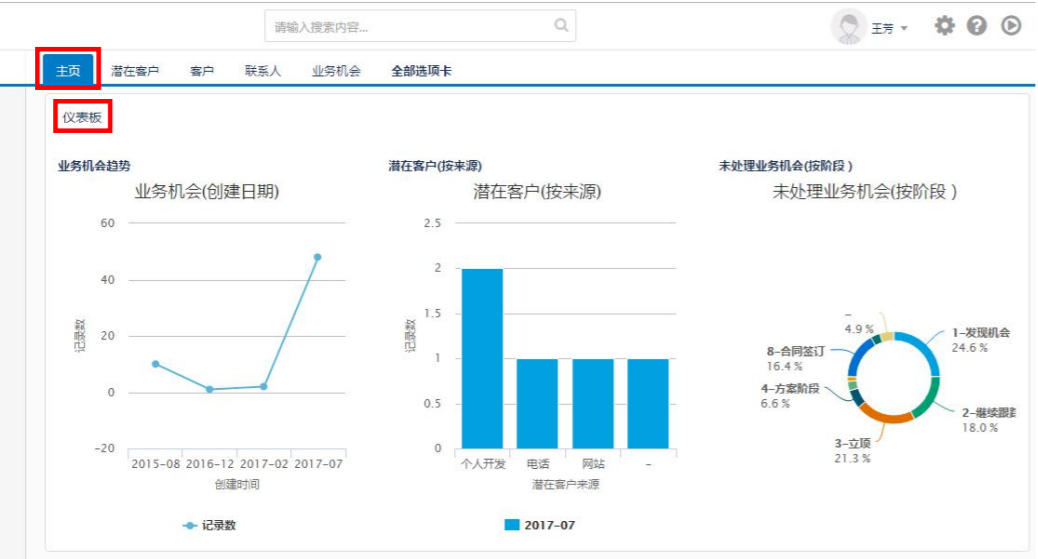 请输入搜索内容...
王芳
主页 潜在客户 客户 联系人 业务机会 全部选项卡
仪表板
业务机会趋势
业务机会(创建日期)
60
40
20
0
-20
记录数
2015-08 2016-12 2017-02 2017-07
创建时间
记录数
潜在客户(按来源)
潜在客户(按来源)
2.5
2
1.5
1
0.5
0
记录数
个人开发 电话 网站 -
潜在客户来源
2017-07
未处理业务机会(按阶段)
未处理业务机会(按阶段)
-
4.9 %
1-发现机会
24.6 %
8-合同签订
16.4 %
4-方案阶段
6.6 %
2-继续跟
18.0 %
3-立项
21.3 %